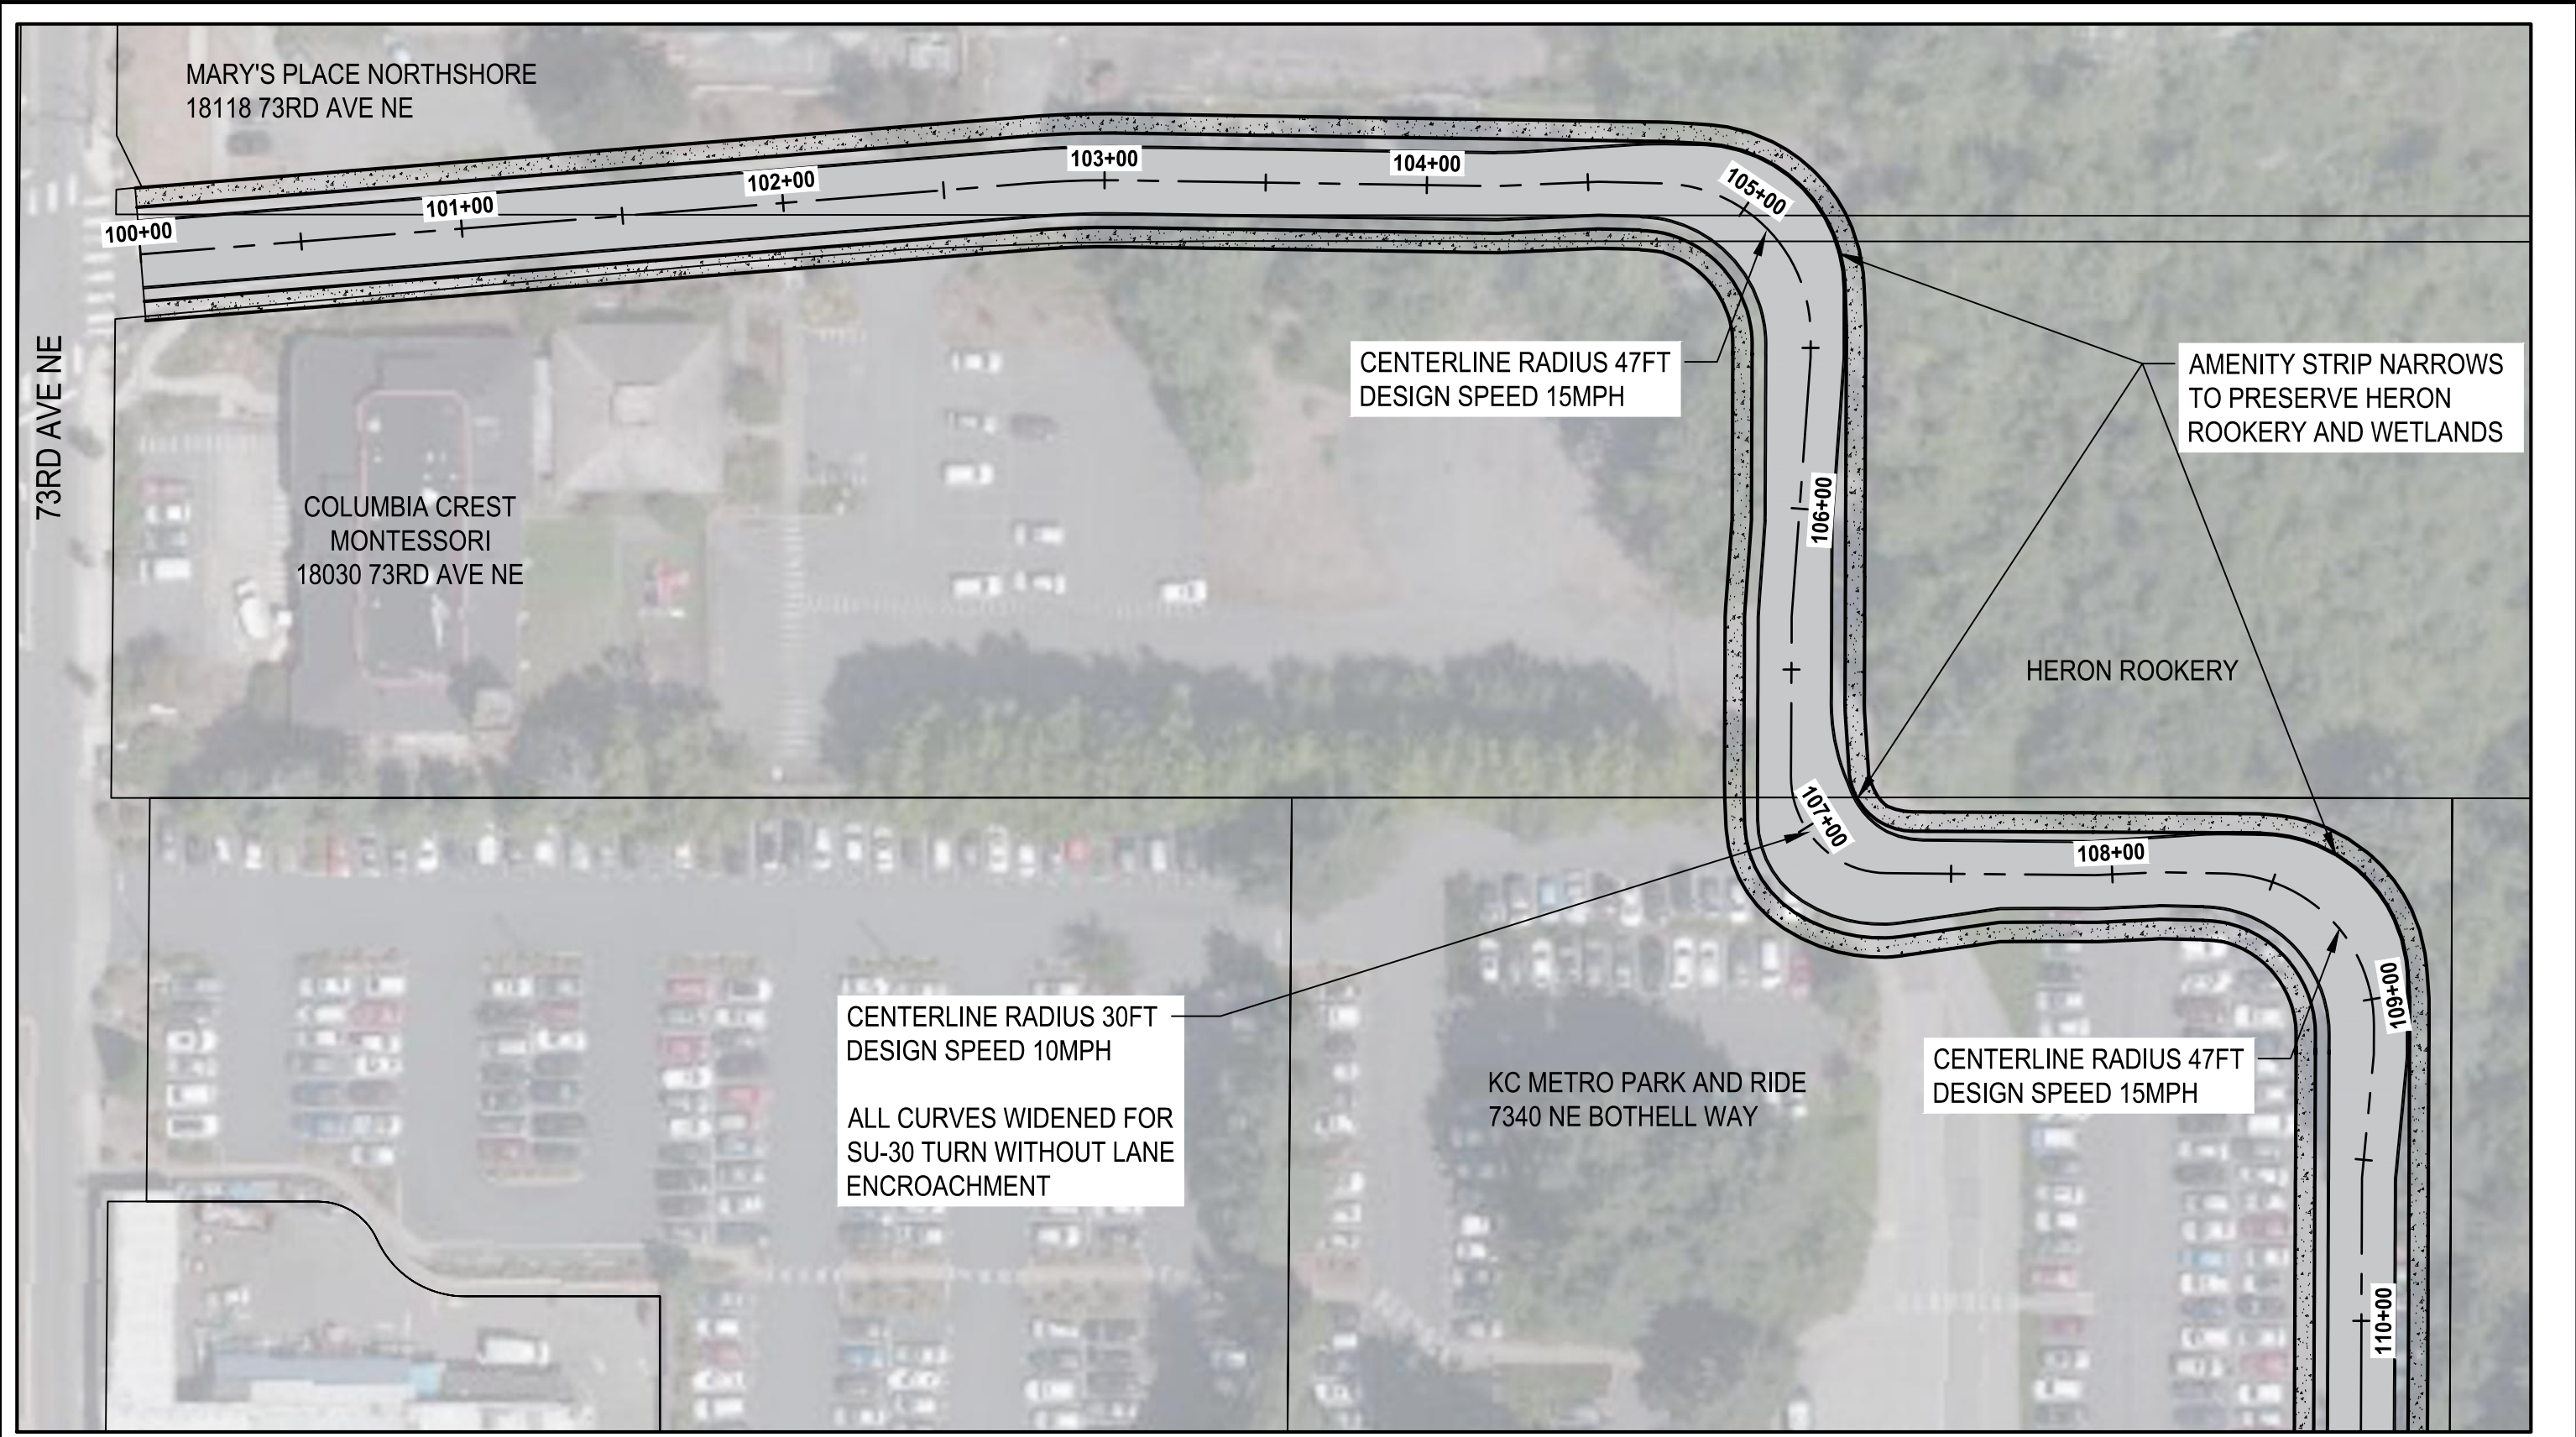 MARY'S PLACE NORTHSHORE
18118 73RD AVE NE
100+00
101+00
102+00
103+00
104+00
105+00
73RD AVE NE
CENTERLINE RADIUS 47FT
DESIGN SPEED 15MPH
AMENITY STRIP NARROWS
TO PRESERVE HERON
ROOKERY AND WETLANDS
COLUMBIA CREST
MONTESSORI
18030 73RD AVE NE
106+00
HERON ROOKERY
107+00
108+00
109+00
CENTERLINE RADIUS 30FT
DESIGN SPEED 10MPH
ALL CURVES WIDENED FOR
SU-30 TURN WITHOUT LANE
ENCROACHMENT
KC METRO PARK AND RIDE
7340 NE BOTHELL WAY
CENTERLINE RADIUS 47FT
DESIGN SPEED 15MPH
110+00